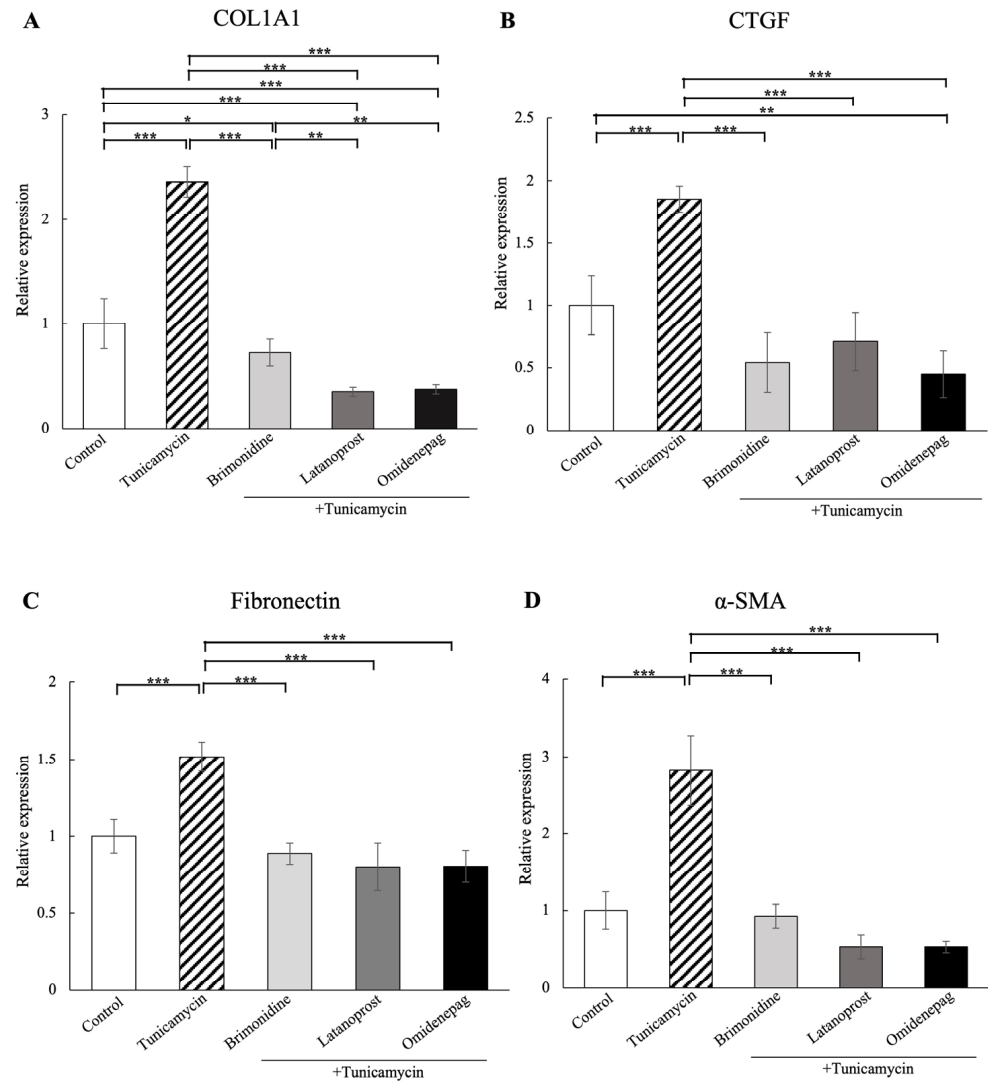 A COL1A1
***
***
***
***
* **
*** *** **
3
2
1
0
Relative expression
Control
Tunicamycin
Brimonidine
Latanoprost
Omidenepag
+Tunicamycin
B CTGF
***
***
**
*** ***
2.5
2
1.5
1
0.5
0
Relative expression
Control
Tunicamycin
Brimonidine
Latanoprost
Omidenepag
+Tunicamycin
C Fibronectin
***
***
*** ***
2
1.5
1
0.5
0
Relative expression
Control
Tunicamycin
Brimonidine
Latanoprost
Omidenepag
+Tunicamycin
D α-SMA
***
***
*** ***
4
3
2
1
0
Relative expression
Control
Tunicamycin
Brimonidine
Latanoprost
Omidenepag
+Tunicamycin